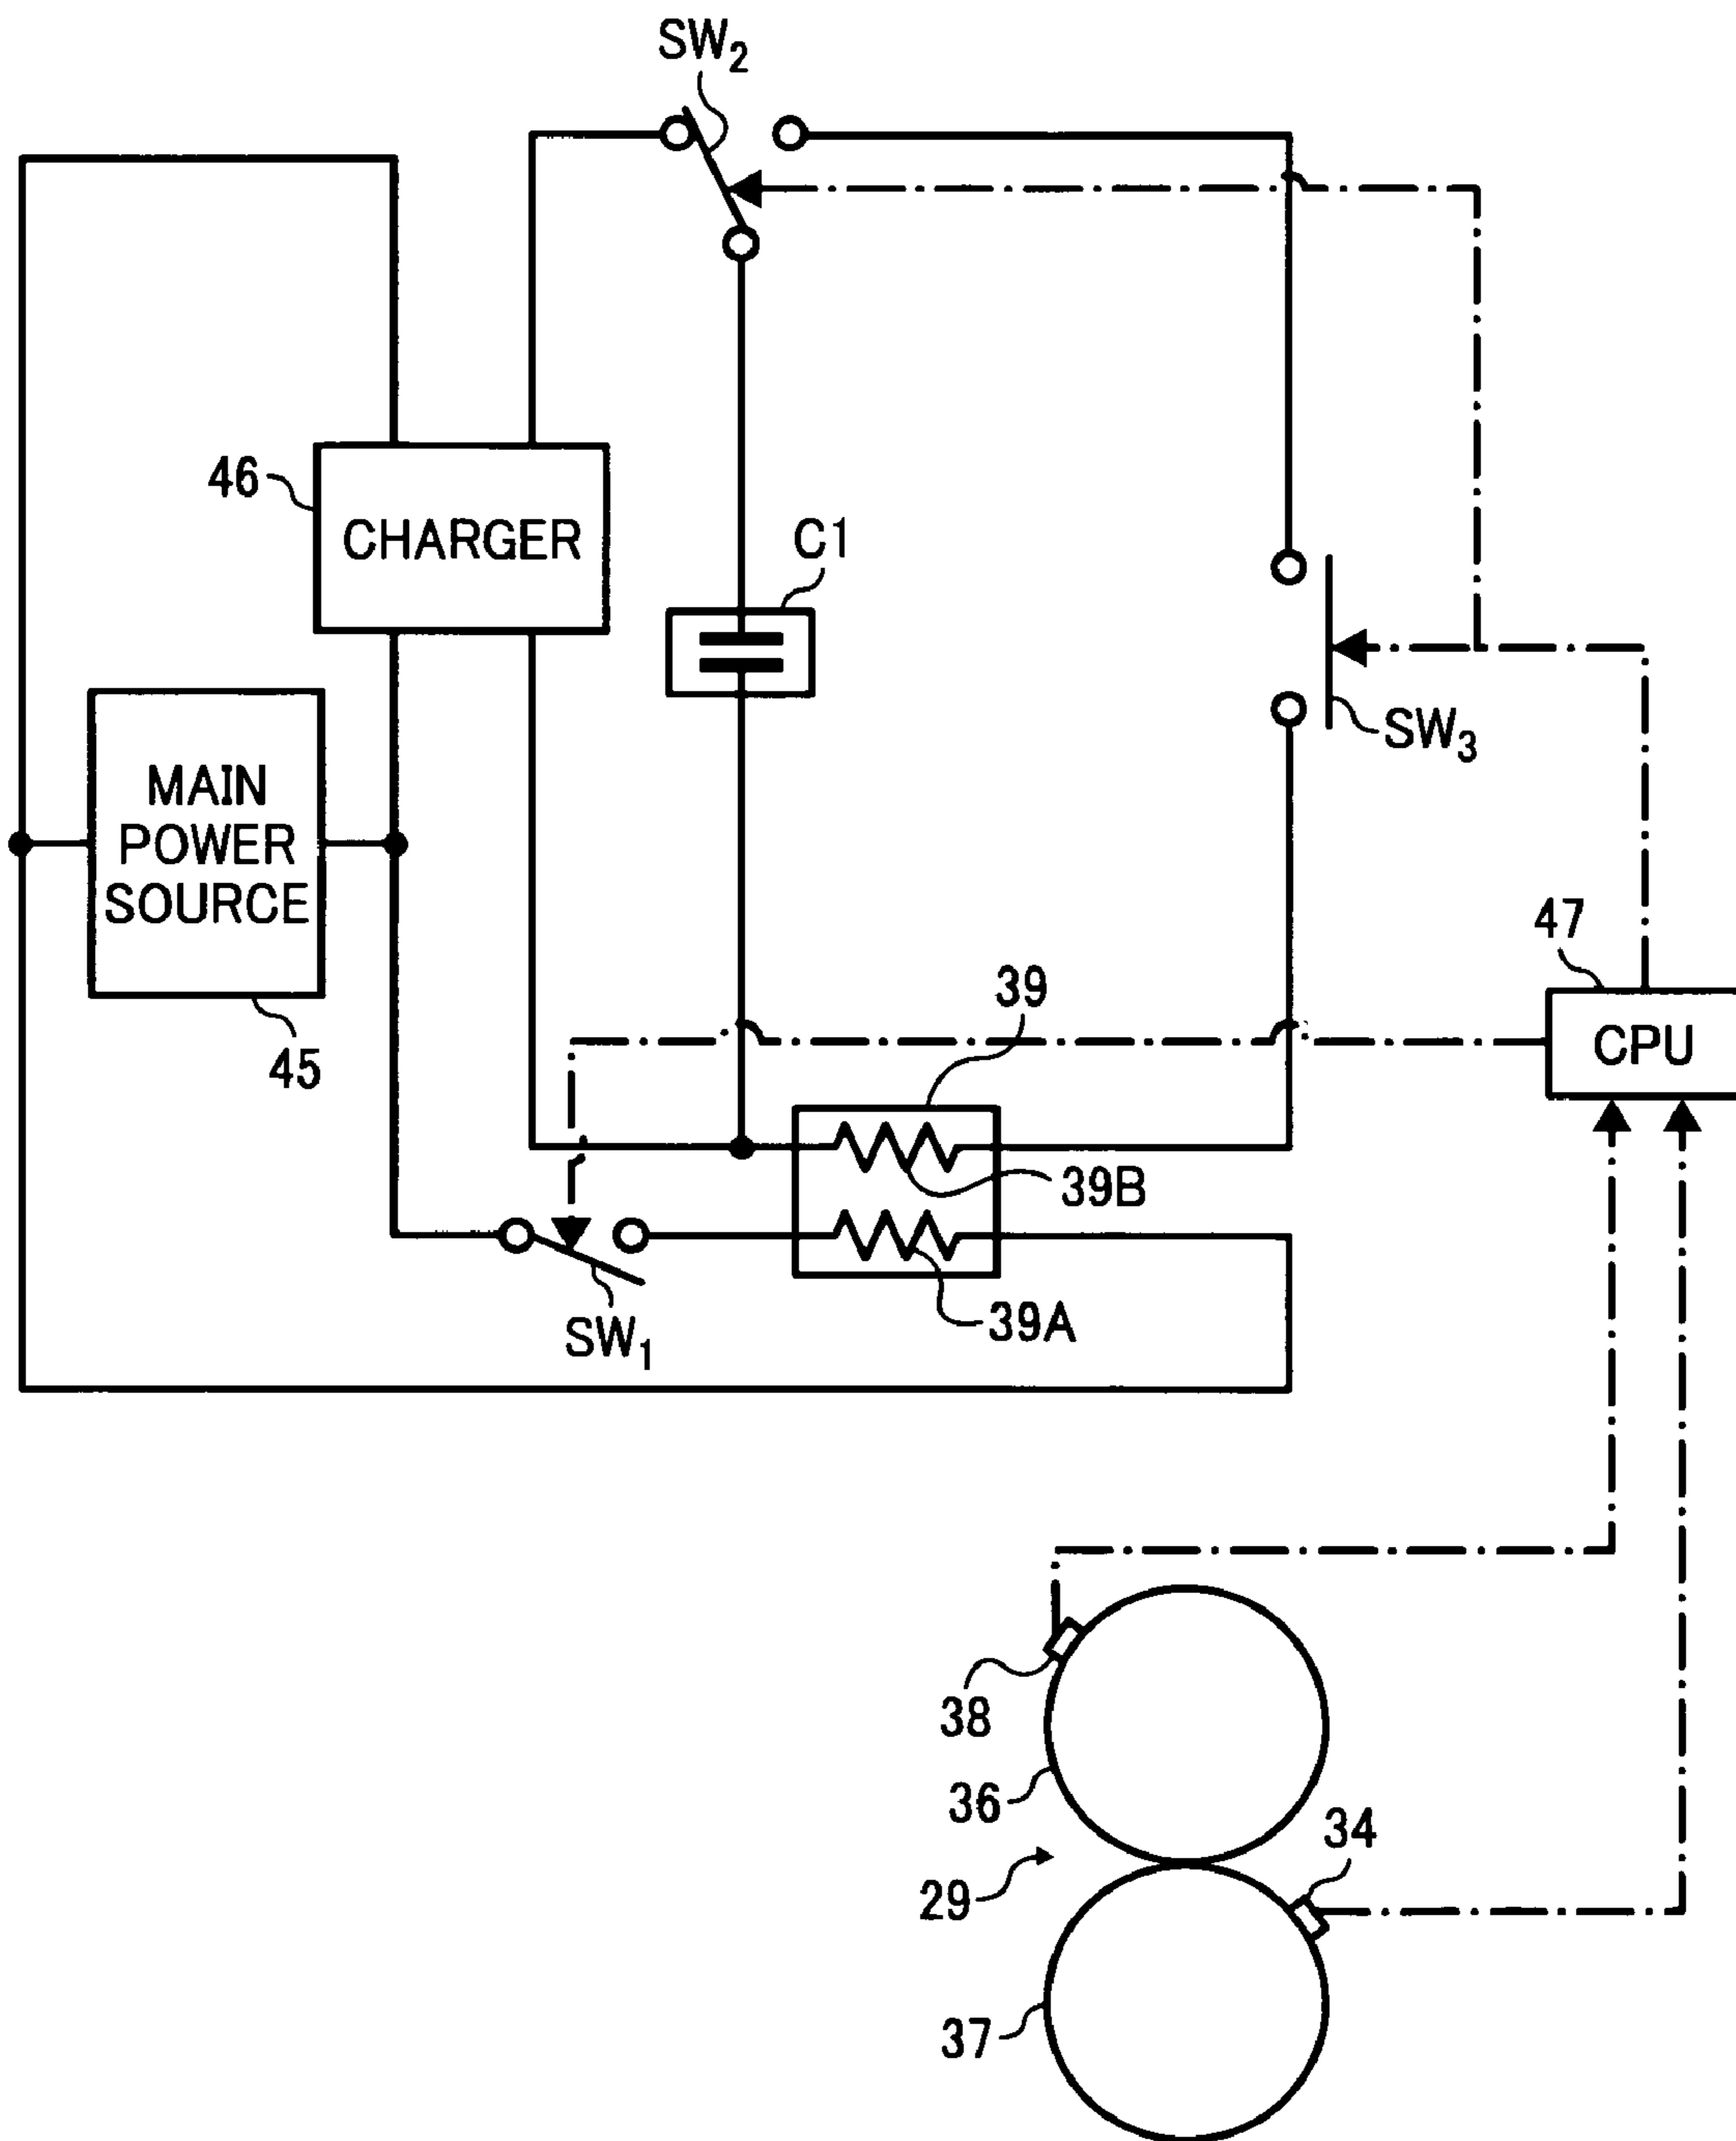 SW2
46
CHARGER
C1
SW3
MAIN
POWER
SOURCE
45
47
CPU
39
39B
39A
SW1
38
36
34
29
37